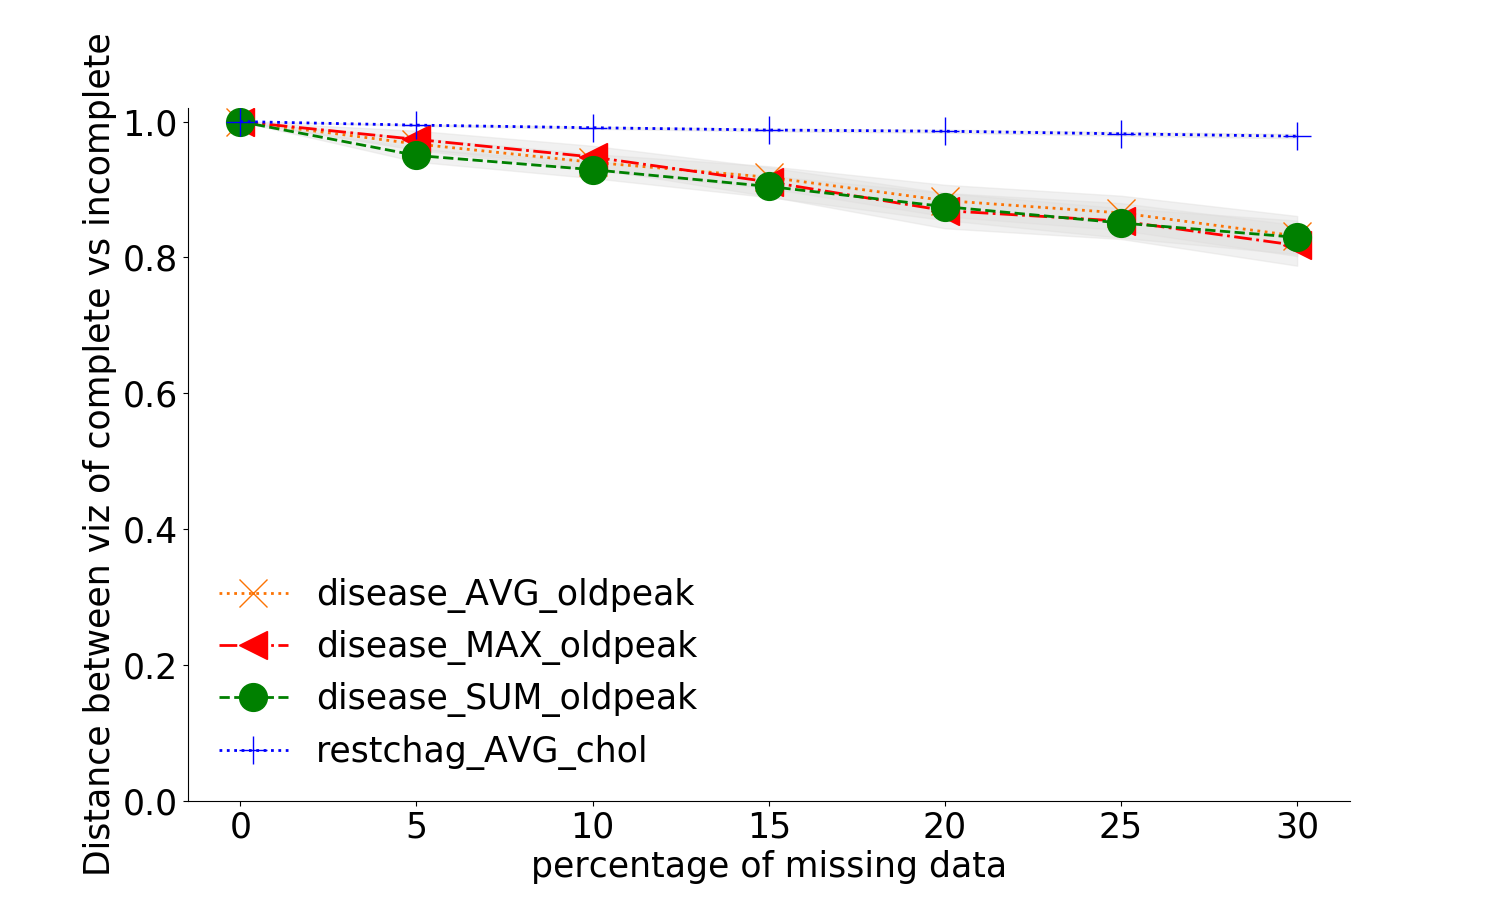 Distance between viz of complete vs incomplete
1.0
0.8
0.6
0.4
0.2
0.0
disease_AVG_oldpeak
disease_MAX_oldpeak
disease_SUM_oldpeak
restchag_AVG_chol
0 5 10 15 20 25 30
percentage of missing data